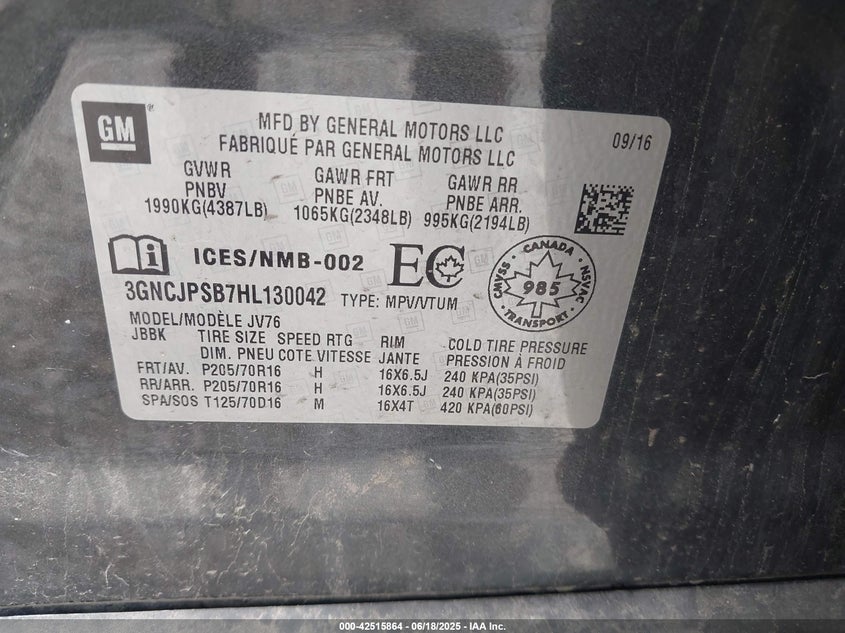 GM
MFD BY GENERAL MOTORS LLC
FABRIQUÉ PAR GENERAL MOTORS LLC
09/16
GVWR GAWR FRT GAWR RR
PNBV PNBE AV. PNBE ARR.
1990KG(4387LB) 1065KG(2348LB) 995KG(2194LB)
ICES/NMB-002 EC
CANADA CMVSS NSVAC 985 TRANSPORT
3GNCJPSB7HL130042 TYPE: MPV/VTUM
MODEL/MODÈLE JV76
JBBK TIRE SIZE SPEED RTG RIM COLD TIRE PRESSURE
DIM. PNEU COTE VITESSE JANTE PRESSION À FROID
FRT/AV. P205/70R16 H 16X6.5J 240 KPA(35PSI)
RR/ARR. P205/70R16 H 16X6.5J 240 KPA(35PSI)
SPA/SOS T125/70D16 M 16X4T 420 KPA(60PSI)
000-42515864 / 06/18/2025 - IAA Inc.